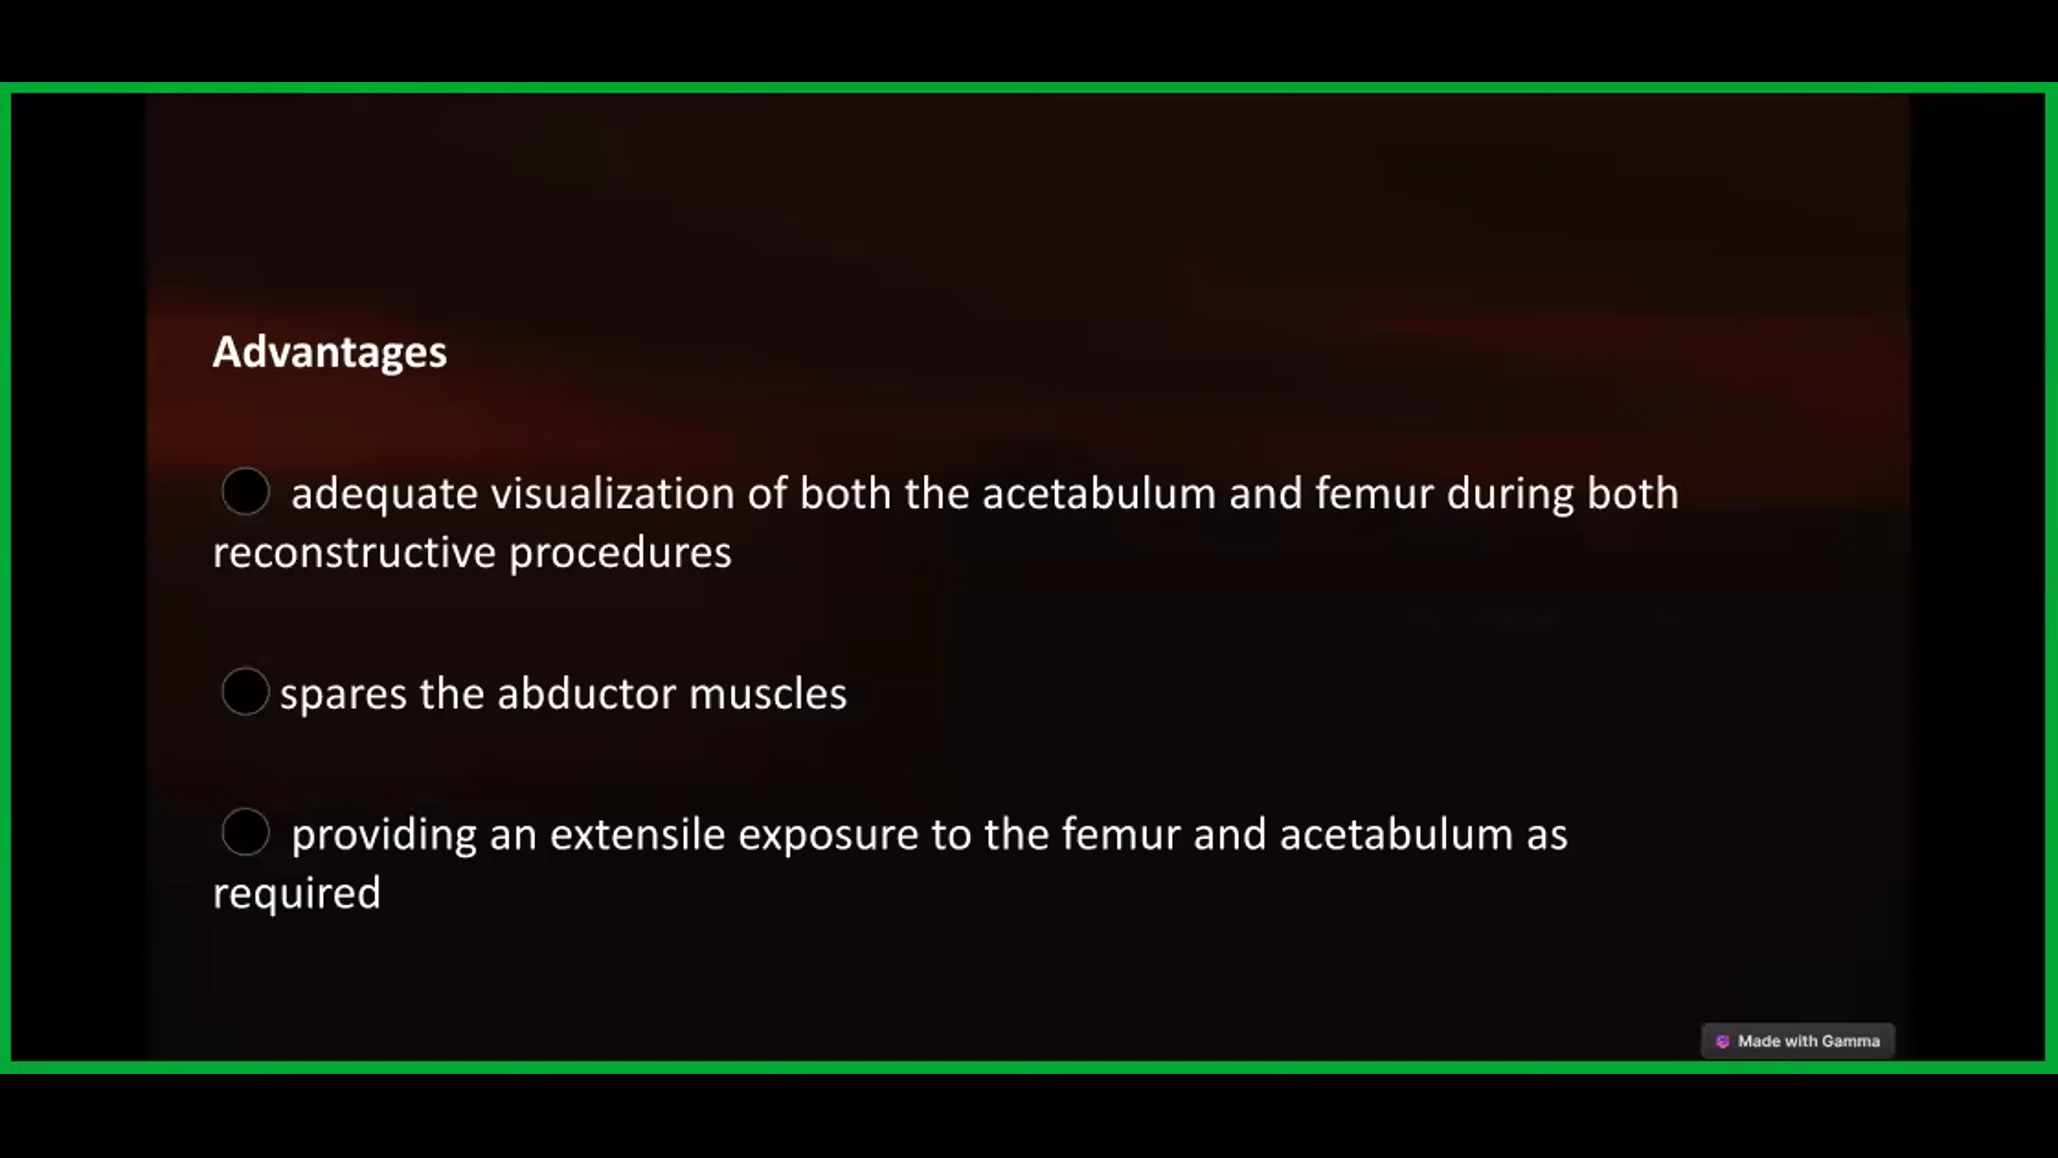 Advantages
adequate visualization of both the acetabulum and femur during both
reconstructive procedures
spares the abductor muscles
providing an extensile exposure to the femur and acetabulum as
required
Made with Gamma